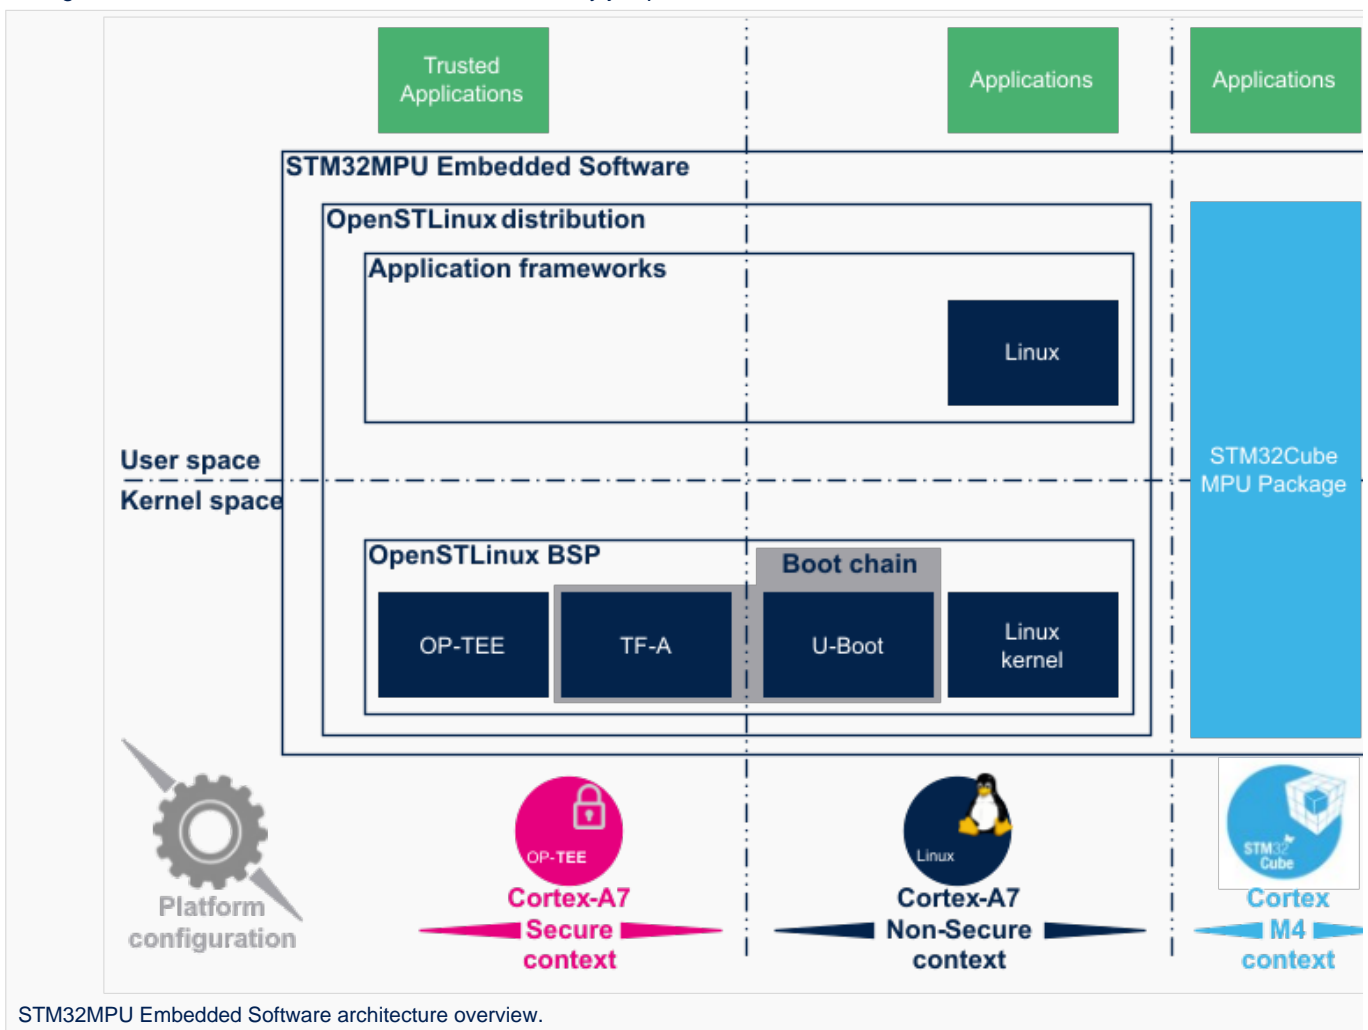 Trusted
Applications
Applications
Applications
STM32MPU Embedded Software
OpenSTLinux distribution
Application frameworks
Linux
User space
Kernel space
STM32Cube
MPU Package
OpenSTLinux BSP
Boot chain
OP-TEE
TF-A
U-Boot
Linux
kernel
OP-TEE
Linux
STM32
Cube
Platform
configuration
Cortex-A7
Secure
context
Cortex-A7
Non-Secure
context
Cortex
M4
context
STM32MPU Embedded Software architecture overview.